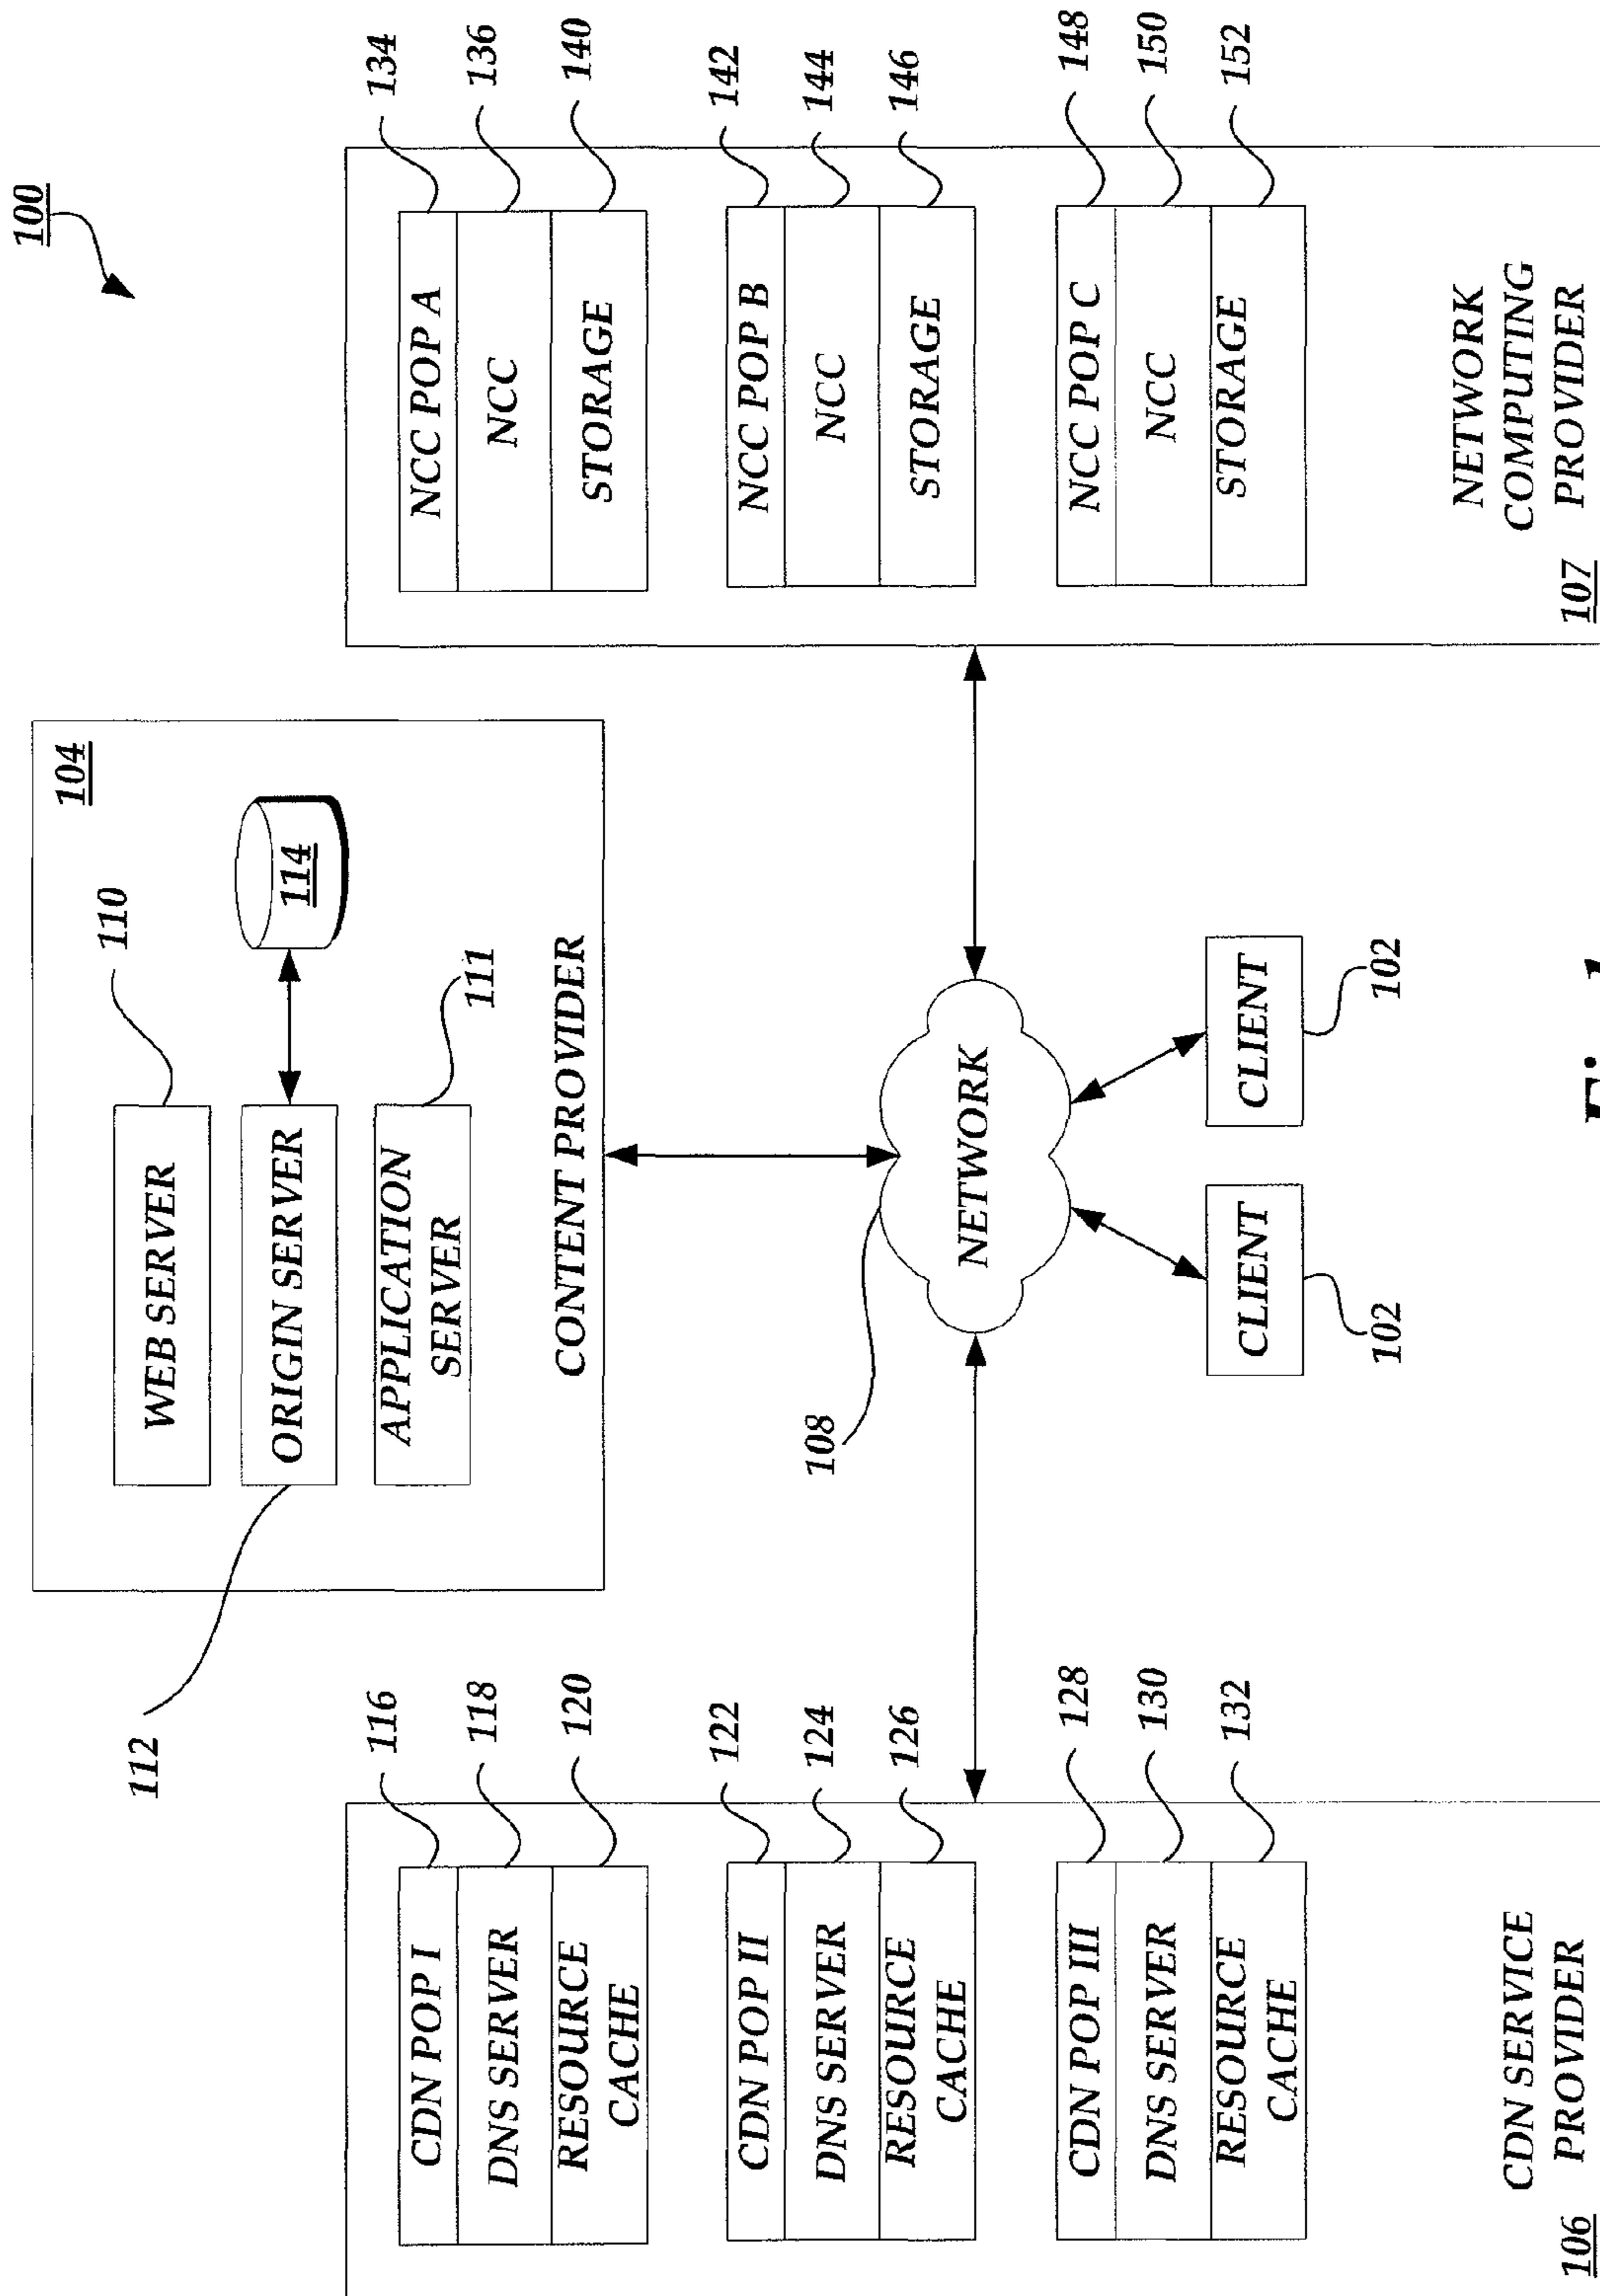 100
104
WEB SERVER
110
ORIGIN SERVER
112
114
APPLICATION
SERVER
111
CONTENT PROVIDER
CDN POP I
116
DNS SERVER
118
RESOURCE
CACHE
120
CDN POP II
122
DNS SERVER
124
RESOURCE
CACHE
126
CDN POP III
128
DNS SERVER
130
RESOURCE
CACHE
132
CDN SERVICE
PROVIDER
106
108
NETWORK
CLIENT
102
CLIENT
102
NCC POP A
134
NCC
136
STORAGE
140
NCC POP B
142
NCC
144
STORAGE
146
NCC POP C
148
NCC
150
STORAGE
152
NETWORK
COMPUTING
PROVIDER
107